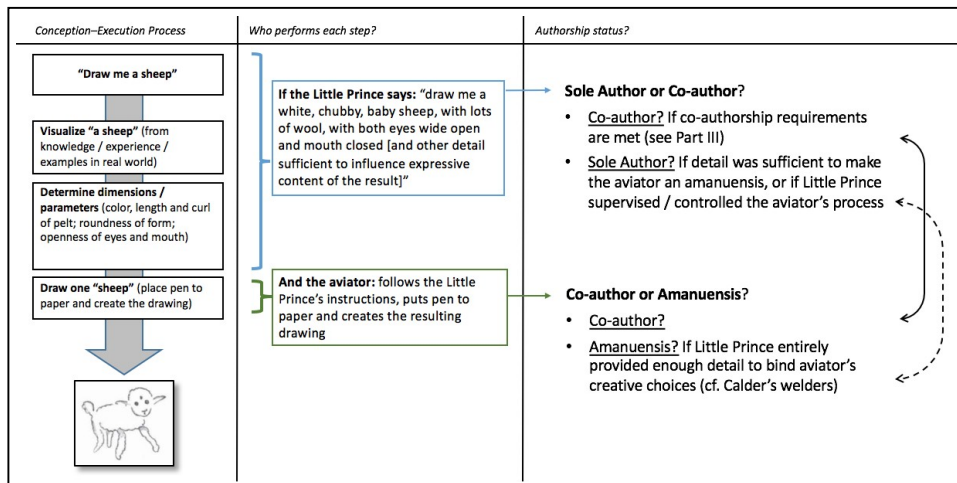 Conception–Execution Process
Who performs each step?
Authorship status?
"Draw me a sheep"
Visualize "a sheep" (from
knowledge / experience /
examples in real world)
Determine dimensions /
parameters (color, length and curl
of pelt; roundness of form;
openness of eyes and mouth)
Draw one "sheep" (place pen to
paper and create the drawing)
If the Little Prince says: "draw me a
white, chubby, baby sheep, with lots
of wool, with both eyes wide open
and mouth closed [and other detail
sufficient to influence expressive
content of the result]"
And the aviator: follows the Little
Prince's instructions, puts pen to
paper and creates the resulting
drawing
Sole Author or Co-author?
• Co-author? If co-authorship requirements
are met (see Part III)
• Sole Author? If detail was sufficient to make
the aviator an amanuensis, or if Little Prince
supervised / controlled the aviator's process
Co-author or Amanuensis?
• Co-author?
• Amanuensis? If Little Prince entirely
provided enough detail to bind aviator's
creative choices (cf. Calder's welders)